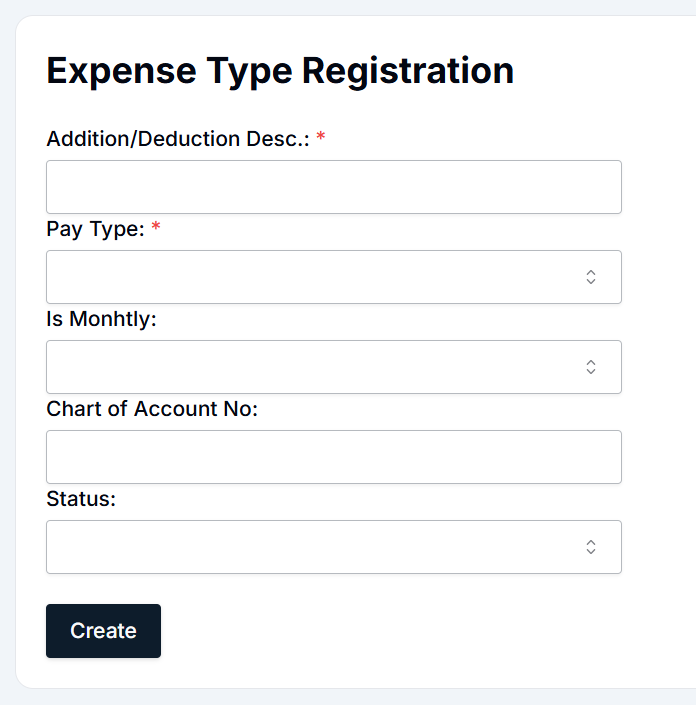 Expense Type Registration
Addition/Deduction Desc.: *
Pay Type: *
Is Monhtly:
Chart of Account No:
Status:
Create